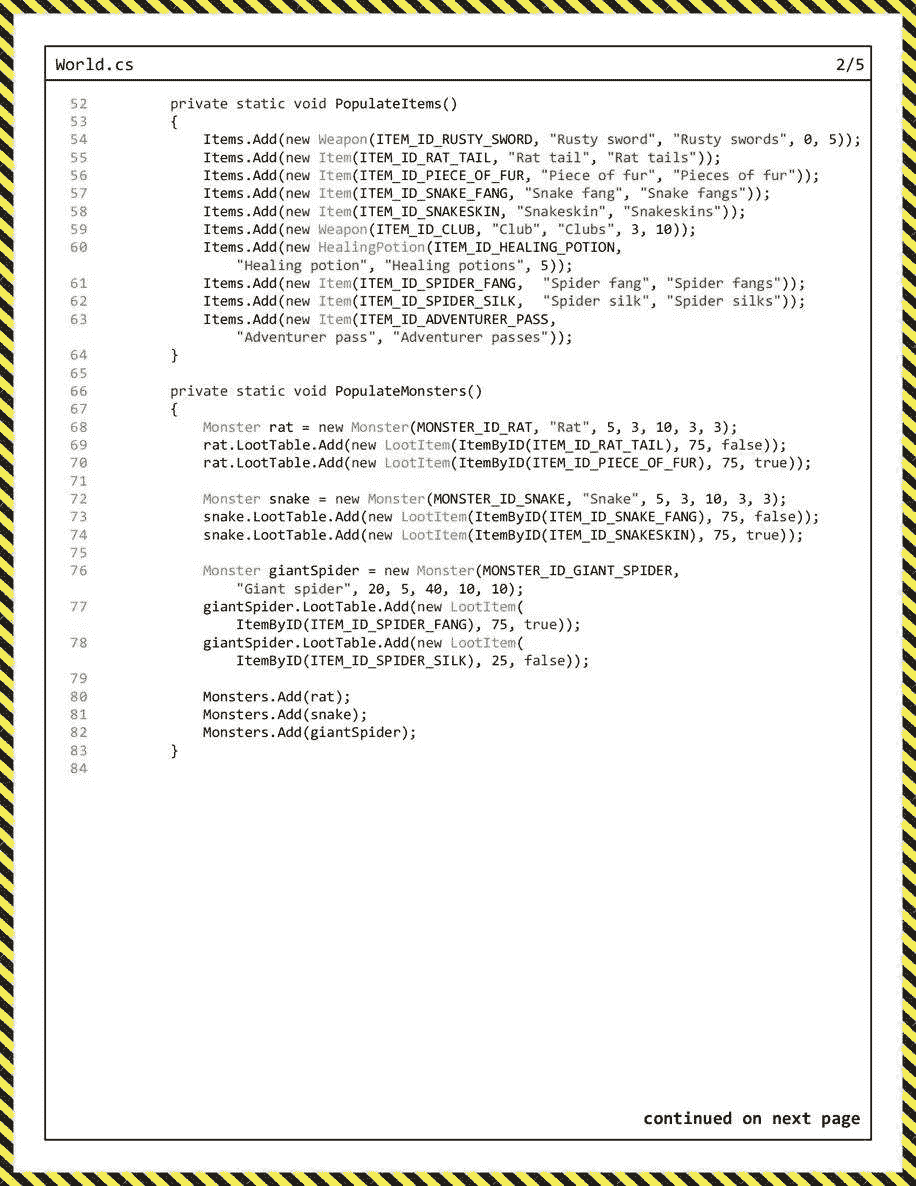 World.cs 2/5
52 private static void PopulateItems()
53 {
54 Items.Add(new Weapon(ITEM_ID_RUSTY_SWORD, "Rusty sword", "Rusty swords", 0, 5));
55 Items.Add(new Item(ITEM_ID_RAT_TAIL, "Rat tail", "Rat tails"));
56 Items.Add(new Item(ITEM_ID_PIECE_OF_FUR, "Piece of fur", "Pieces of fur"));
57 Items.Add(new Item(ITEM_ID_SNAKE_FANG, "Snake fang", "Snake fangs"));
58 Items.Add(new Item(ITEM_ID_SNAKESKIN, "Snakeskin", "Snakeskins"));
59 Items.Add(new Weapon(ITEM_ID_CLUB, "Club", "Clubs", 3, 10));
60 Items.Add(new HealingPotion(ITEM_ID_HEALING_POTION,
"Healing potion", "Healing potions", 5));
61 Items.Add(new Item(ITEM_ID_SPIDER_FANG,  "Spider fang", "Spider fangs"));
62 Items.Add(new Item(ITEM_ID_SPIDER_SILK,  "Spider silk", "Spider silks"));
63 Items.Add(new Item(ITEM_ID_ADVENTURER_PASS,
"Adventurer pass", "Adventurer passes"));
64 }
65
66 private static void PopulateMonsters()
67 {
68 Monster rat = new Monster(MONSTER_ID_RAT, "Rat", 5, 3, 10, 3, 3);
69 rat.LootTable.Add(new LootItem(ItemByID(ITEM_ID_RAT_TAIL), 75, false));
70 rat.LootTable.Add(new LootItem(ItemByID(ITEM_ID_PIECE_OF_FUR), 75, true));
71
72 Monster snake = new Monster(MONSTER_ID_SNAKE, "Snake", 5, 3, 10, 3, 3);
73 snake.LootTable.Add(new LootItem(ItemByID(ITEM_ID_SNAKE_FANG), 75, false));
74 snake.LootTable.Add(new LootItem(ItemByID(ITEM_ID_SNAKESKIN), 75, true));
75
76 Monster giantSpider = new Monster(MONSTER_ID_GIANT_SPIDER,
"Giant spider", 20, 5, 40, 10, 10);
77 giantSpider.LootTable.Add(new LootItem(
ItemByID(ITEM_ID_SPIDER_FANG), 75, true));
78 giantSpider.LootTable.Add(new LootItem(
ItemByID(ITEM_ID_SPIDER_SILK), 25, false));
79
80 Monsters.Add(rat);
81 Monsters.Add(snake);
82 Monsters.Add(giantSpider);
83 }
84
continued on next page